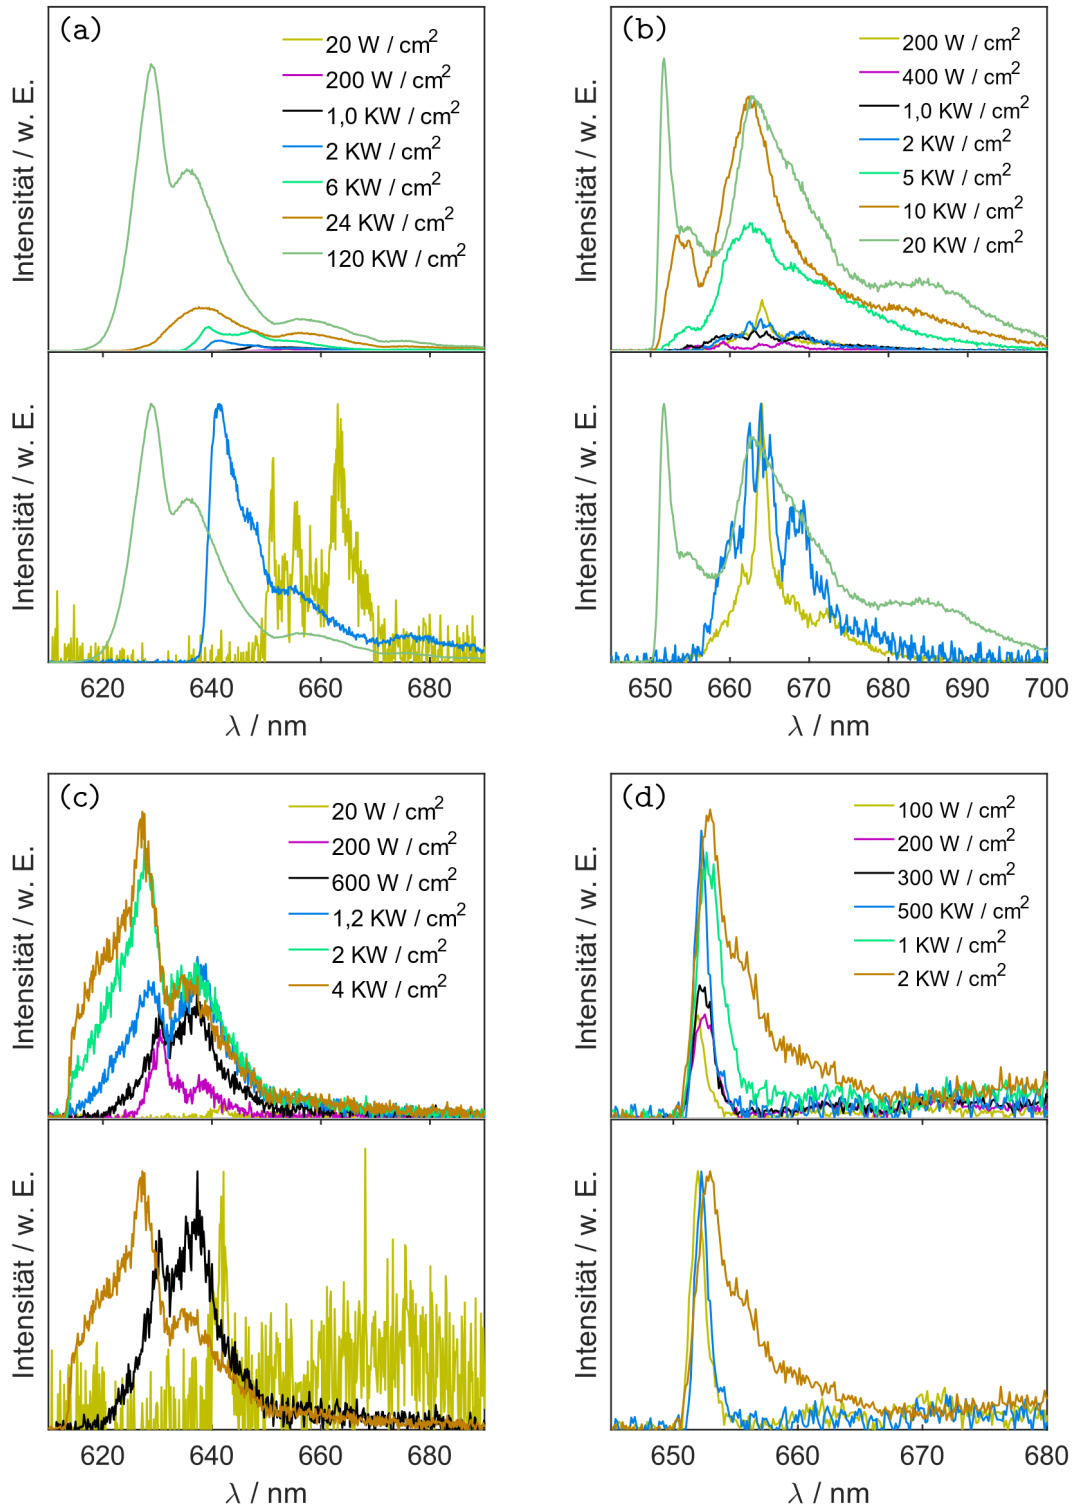 (a)
20 W / cm²
200 W / cm²
1,0 KW / cm²
2 KW / cm²
6 KW / cm²
24 KW / cm²
120 KW / cm²
Intensität / w. E.
Intensität / w. E.
620 640 660 680
λ / nm
(b)
200 W / cm²
400 W / cm²
1,0 KW / cm²
2 KW / cm²
5 KW / cm²
10 KW / cm²
20 KW / cm²
Intensität / w. E.
Intensität / w. E.
650 660 670 680 690 700
λ / nm
(c)
20 W / cm²
200 W / cm²
600 W / cm²
1,2 KW / cm²
2 KW / cm²
4 KW / cm²
Intensität / w. E.
Intensität / w. E.
620 640 660 680
λ / nm
(d)
100 W / cm²
200 W / cm²
300 W / cm²
500 KW / cm²
1 KW / cm²
2 KW / cm²
Intensität / w. E.
Intensität / w. E.
650 660 670 680
λ / nm